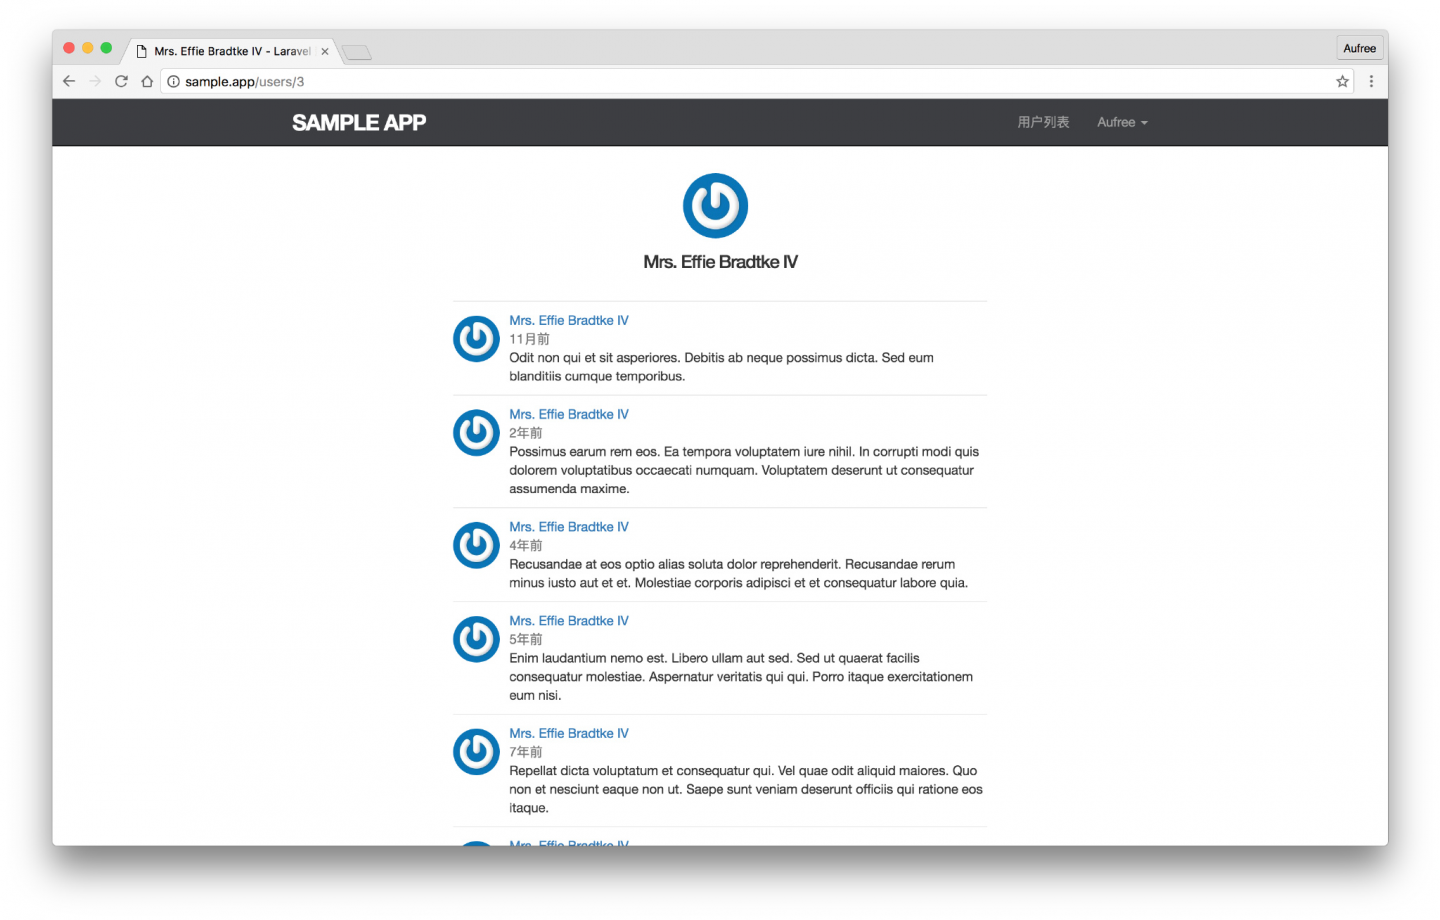 Mrs. Effie Bradtke IV - Laravel
Aufree
sample.app/users/3
SAMPLE APP
用户列表
Aufree
Mrs. Effie Bradtke IV
Mrs. Effie Bradtke IV
11月前
Odit non qui et sit asperiores. Debitis ab neque possimus dicta. Sed eum
blanditiis cumque temporibus.
Mrs. Effie Bradtke IV
2年前
Possimus earum rem eos. Ea tempora voluptatem iure nihil. In corrupti modi quis
dolorem voluptatibus occaecati numquam. Voluptatem deserunt ut consequatur
assumenda maxime.
Mrs. Effie Bradtke IV
4年前
Recusandae at eos optio alias soluta dolor reprehenderit. Recusandae rerum
minus iusto aut et et. Molestiae corporis adipisci et et consequatur labore quia.
Mrs. Effie Bradtke IV
5年前
Enim laudantium nemo est. Libero ullam aut sed. Sed ut quaerat facilis
consequatur molestiae. Aspernatur veritatis qui qui. Porro itaque exercitationem
eum nisi.
Mrs. Effie Bradtke IV
7年前
Repellat dicta voluptatum et consequatur qui. Vel quae odit aliquid maiores. Quo
non et nesciunt eaque non ut. Saepe sunt veniam deserunt officiis qui ratione eos
itaque.
Mrs. Effie Bradtke IV